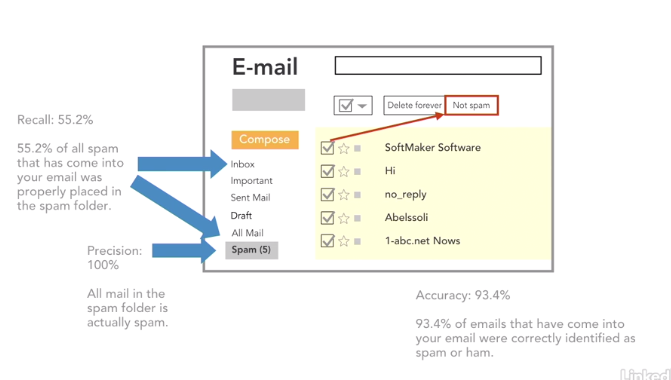 E-mail
Delete forever
Not spam
Recall: 55.2%
55.2% of all spam
that has come into
your email was
properly placed in
the spam folder.
Compose
Inbox
Important
Sent Mail
Draft
All Mail
Spam (5)
SoftMaker Software
Hi
no_reply
Abelssoli
1-abc.net Nows
Precision:
100%
All mail in the
spam folder is
actually spam.
Accuracy: 93.4%
93.4% of emails that have come into
your email were correctly identified as
spam or ham.
Linked